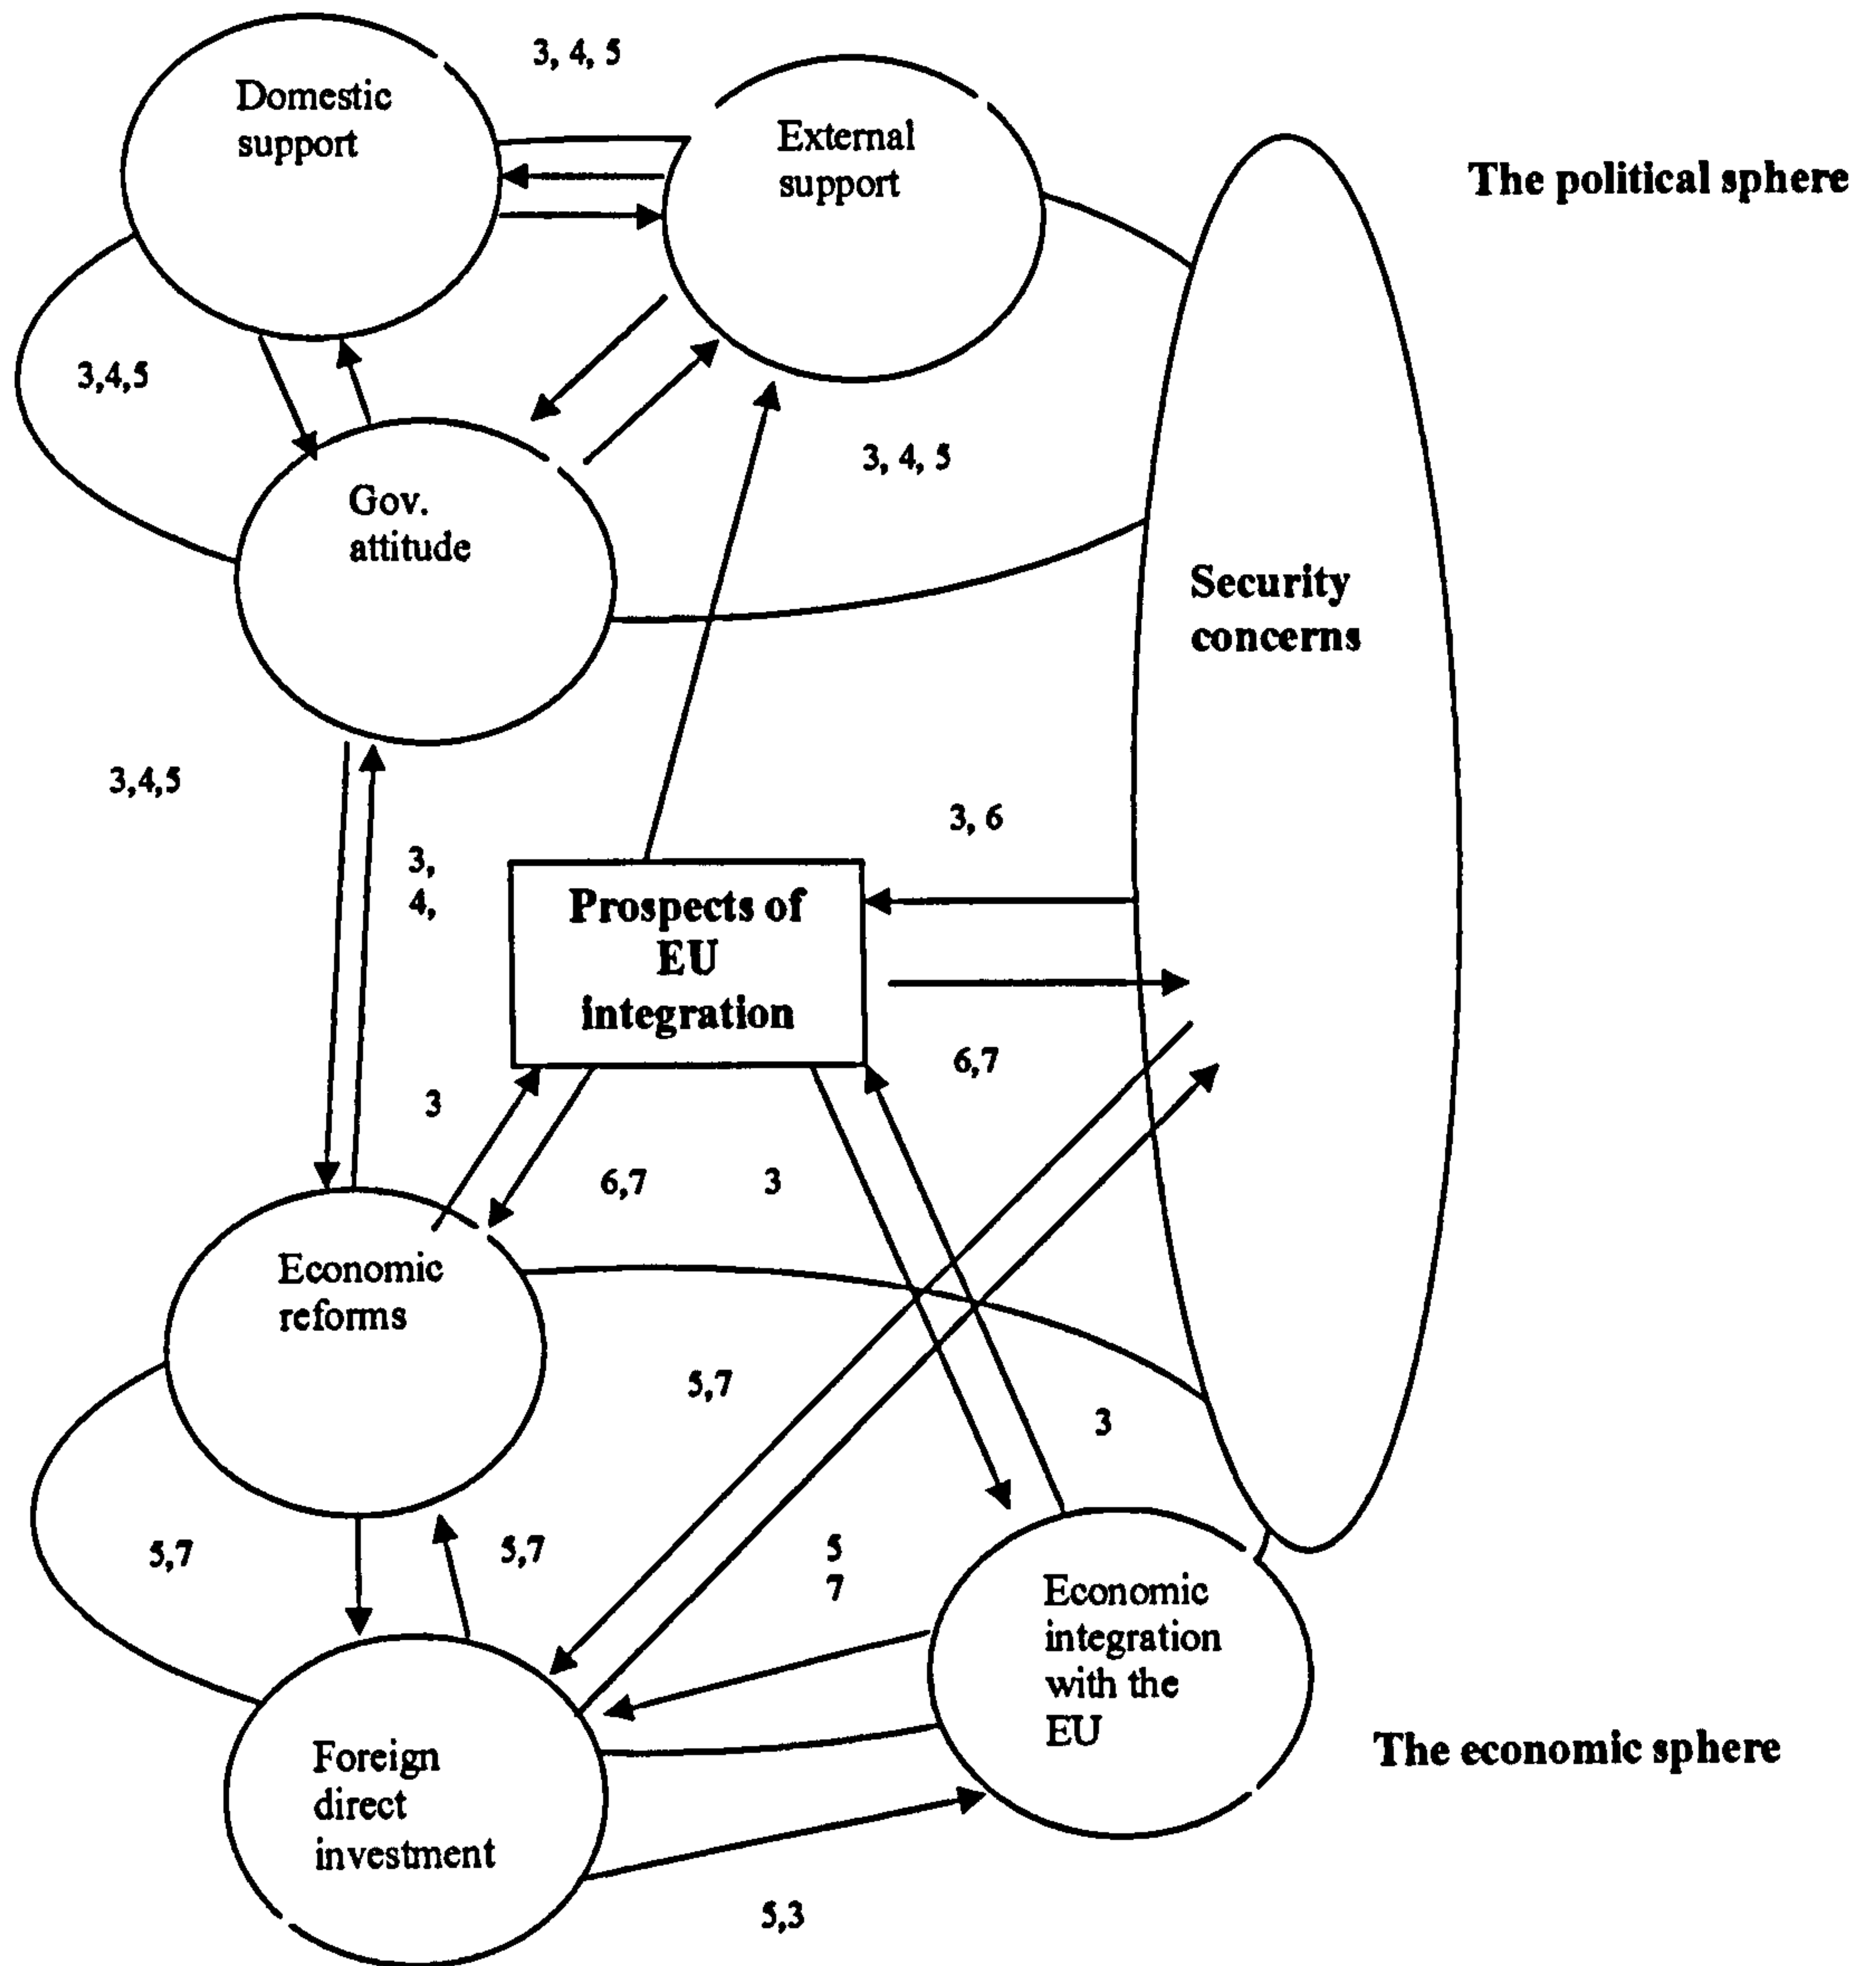 3, 4, 5
Domestic
support
External
support
The political sphere
3,4,5
3, 4, 5
Gov.
attitude
Security
concerns
3,4,5
3, 6
3,
4,
Prospects of
EU
integration
6,7
3
6,7
3
Economic
reforms
5,7
3
5,7
5,7
5
7
Economic
integration
with the
EU
Foreign
direct
investment
The economic sphere
5,3